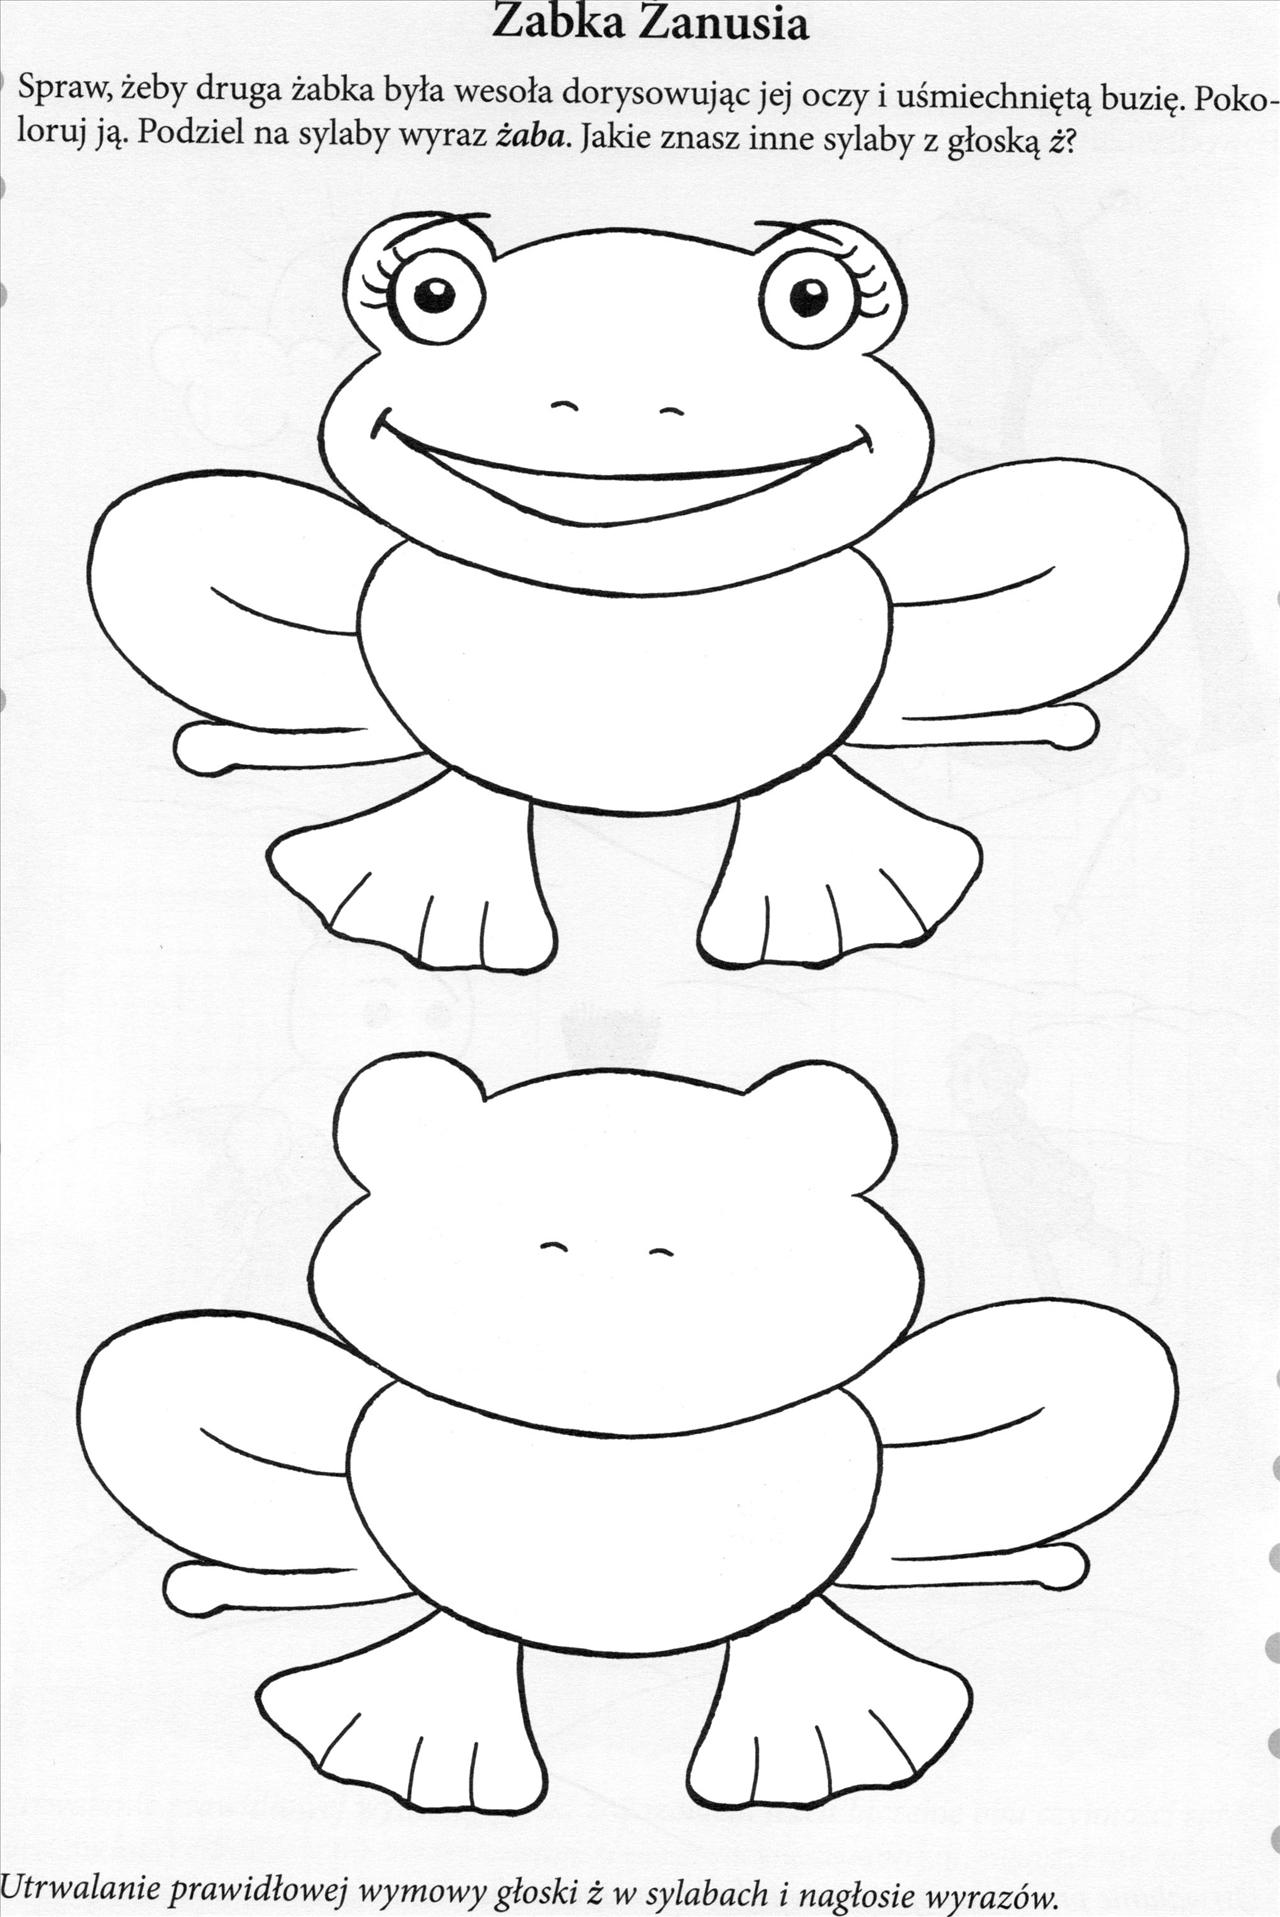 Żabka Żanusia
Spraw, żeby druga żabka była wesoła dorysowując jej oczy i uśmiechniętą buzię. Poko-
loruj ją. Podziel na sylaby wyraz żaba. Jakie znasz inne sylaby z głoską ż?
Utrwalanie prawidłowej wymowy głoski ż w sylabach i nagłosie wyrazów.